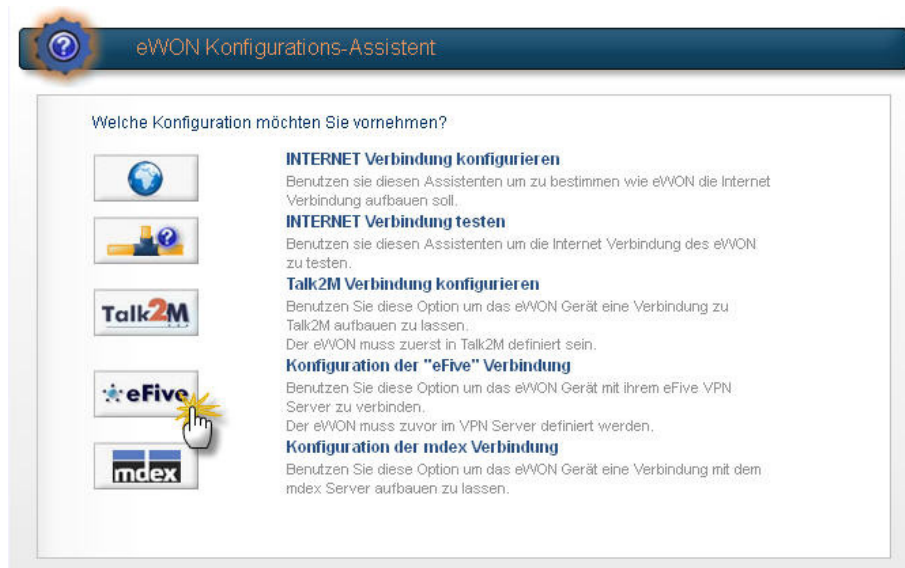 eWON Konfigurations-Assistent
Welche Konfiguration möchten Sie vornehmen?
INTERNET Verbindung konfigurieren
Benutzen sie diesen Assistenten um zu bestimmen wie eWON die Internet
Verbindung aufbauen soll.
INTERNET Verbindung testen
Benutzen sie diesen Assistenten um die Internet Verbindung des eWON
zu testen.
Talk2M
Talk2M Verbindung konfigurieren
Benutzen Sie diese Option um das eWON Gerät eine Verbindung zu
Talk2M aufbauen zu lassen.
Der eWON muss zuerst in Talk2M definiert sein.
eFive
Konfiguration der "eFive" Verbindung
Benutzen Sie diese Option um das eWON Gerät mit ihrem eFive VPN
Server zu verbinden.
Der eWON muss zuvor im VPN Server definiert werden.
mdex
Konfiguration der mdex Verbindung
Benutzen Sie diese Option um das eWON Gerät eine Verbindung mit dem
mdex Server aufbauen zu lassen.